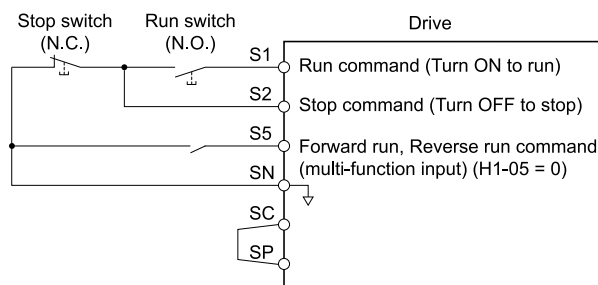 Stop switch
(N.C.)
Run switch
(N.O.)
Drive
S1
Run command (Turn ON to run)
S2
Stop command (Turn OFF to stop)
S5
Forward run, Reverse run command
(multi-function input) (H1-05 = 0)
SN
SC
SP